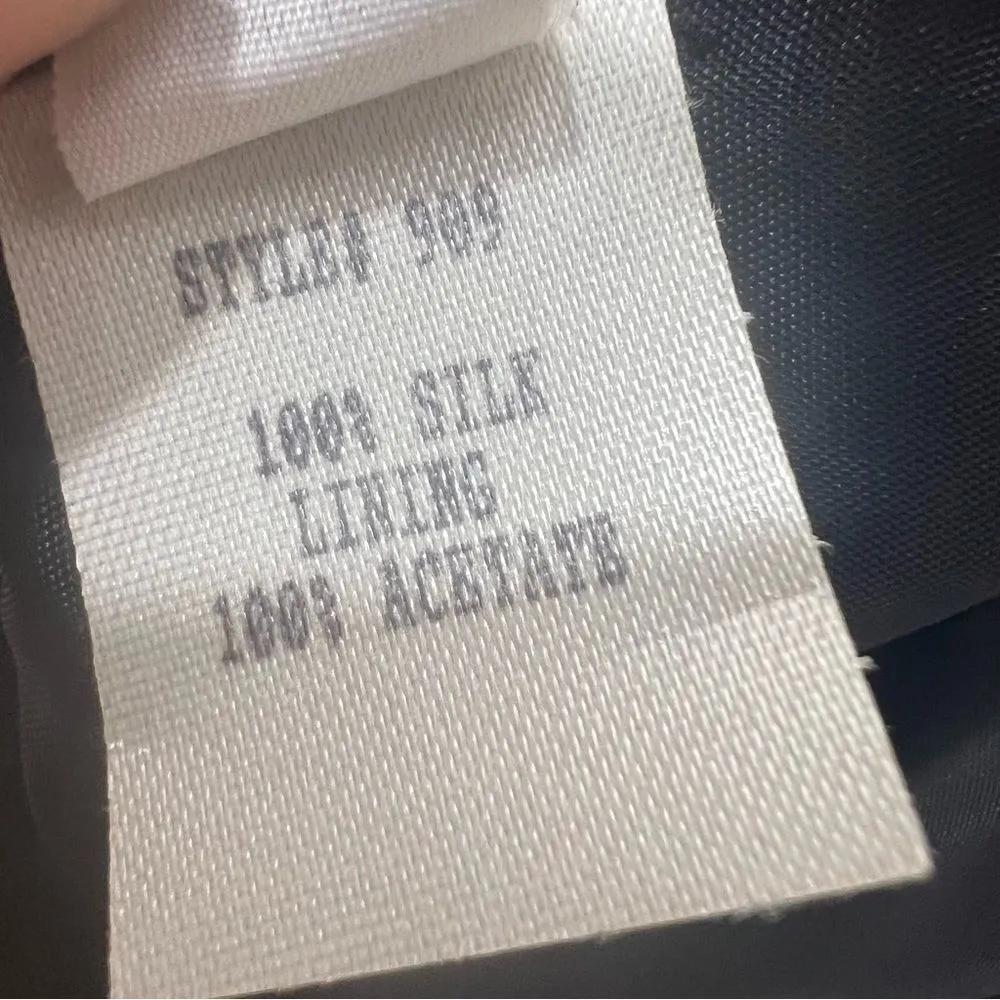 STYLE# 909
100% SILK
LINING
100% ACETATE